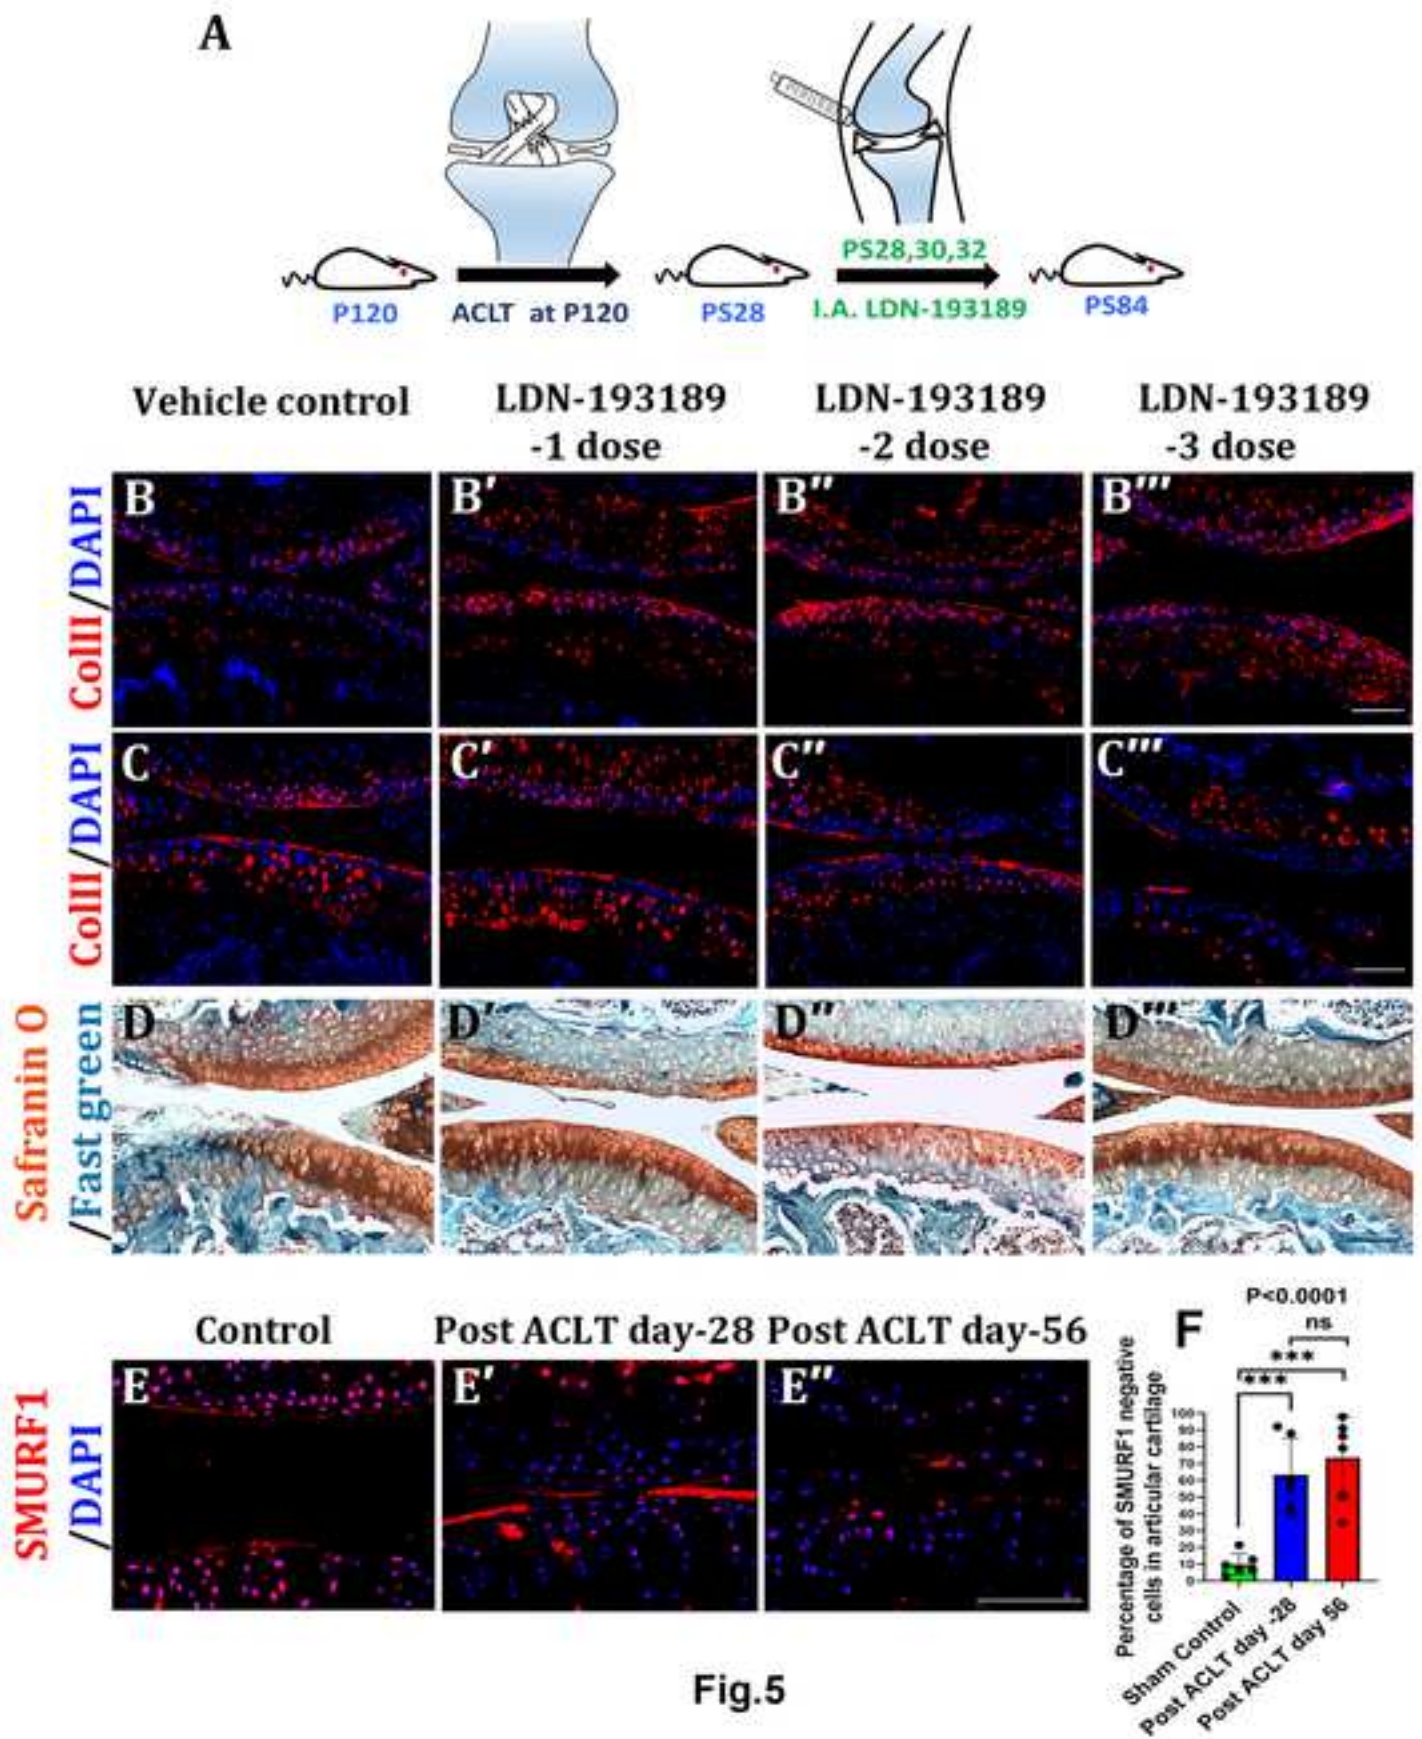 A
PS28,30,32
P120
ACLT at P120
PS28
I.A. LDN-193189
PS84
Vehicle control
LDN-193189
-1 dose
LDN-193189
-2 dose
LDN-193189
-3 dose
ColII/DAPI
B
B'
B''
B'''
ColII/DAPI
C
C'
C''
C'''
Safranin O
/Fast green
D
D'
D''
D'''
Control
Post ACLT day-28
Post ACLT day-56
SMURF1
/DAPI
E
E'
E''
F
P<0.0001
ns
***
***
Percentage of SMURF1 negative
cells in articular cartilage
100
90
80
70
60
50
40
30
20
10
0
Sham Control
Post ACLT day -28
Post ACLT day 56
Fig.5